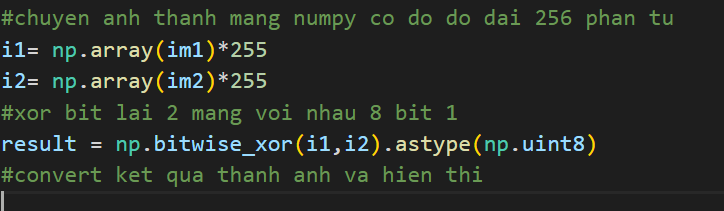 #chuyen anh thanh mang numpy co do do dai 256 phan tu
i1= np.array(im1)*255
i2= np.array(im2)*255
#xor bit lai 2 mang voi nhau 8 bit 1
result = np.bitwise_xor(i1,i2).astype(np.uint8)
#convert ket qua thanh anh va hien thi